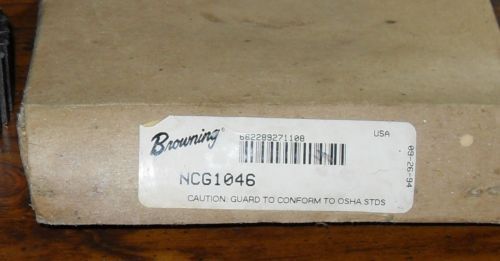 Browning
662289271108
USA
NCG1046
CAUTION: GUARD TO CONFORM TO OSHA STDS
09-26-94